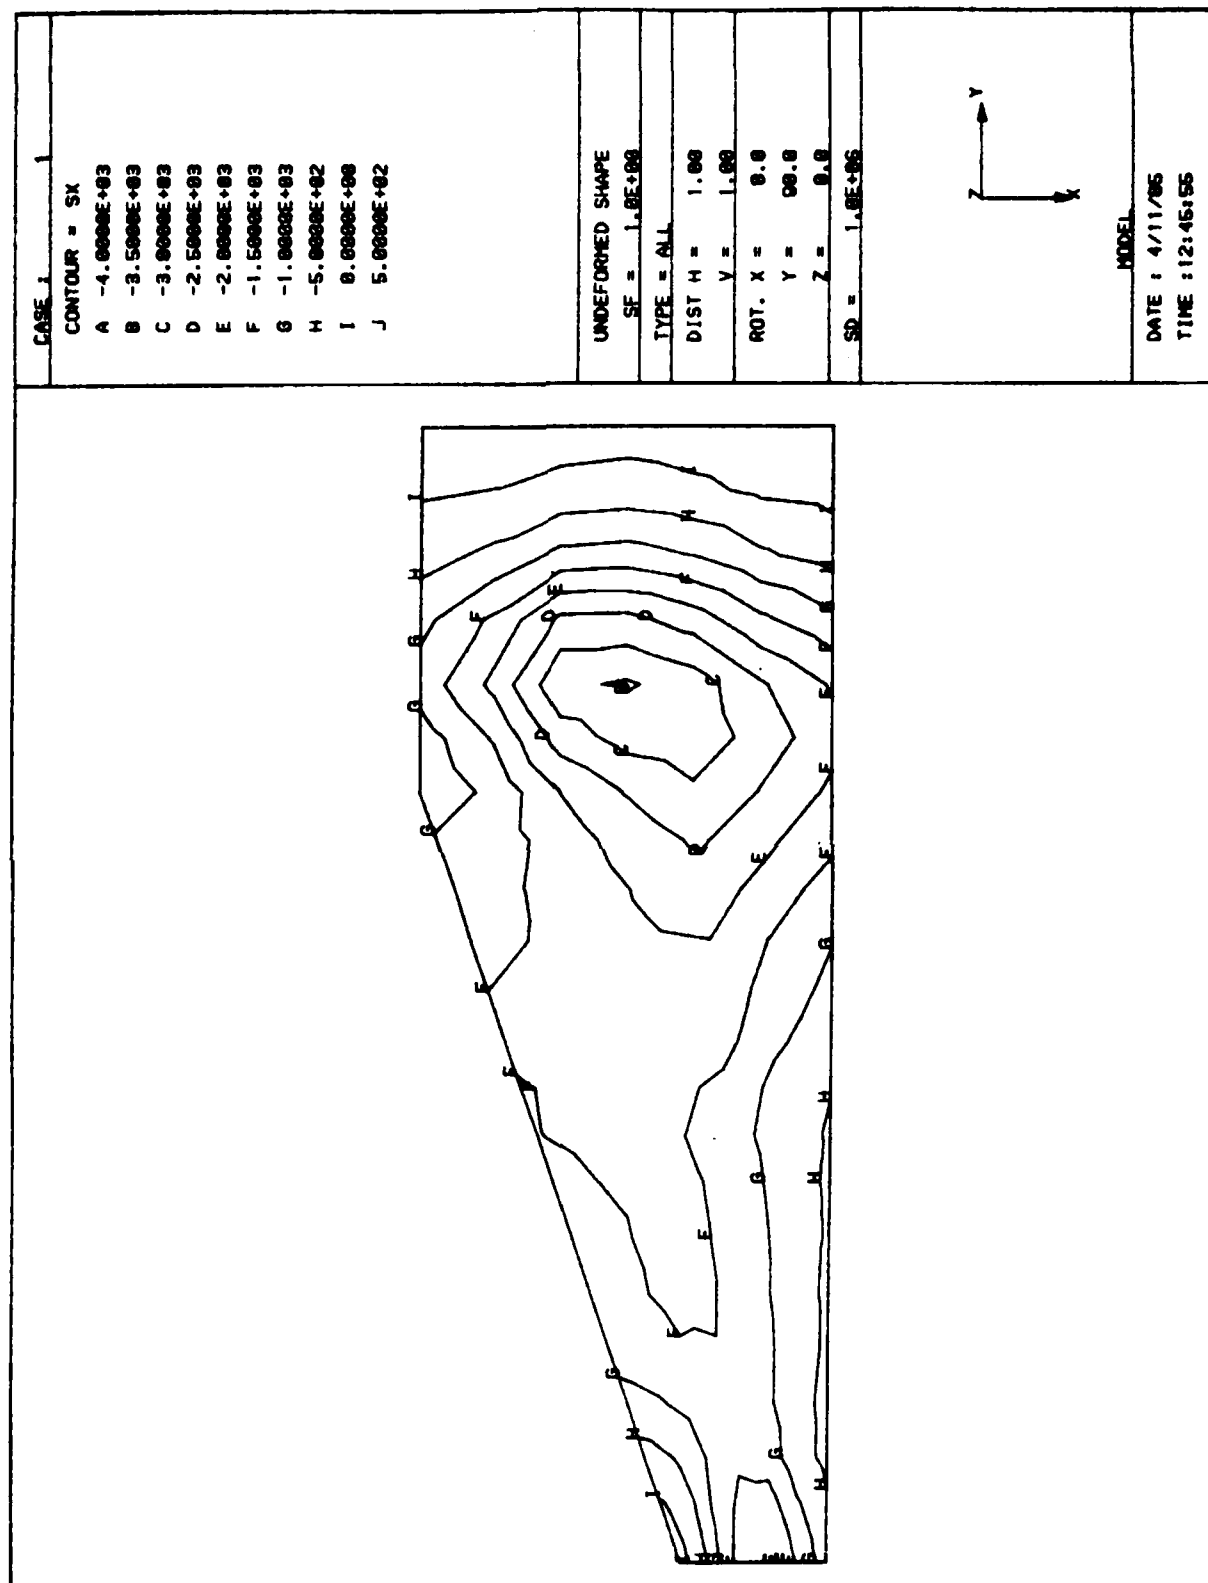 CASE : 1
CONTOUR = SX
A -4.0000E+03
B -3.5000E+03
C -3.0000E+03
D -2.5000E+03
E -2.0000E+03
F -1.5000E+03
G -1.0000E+03
H -5.0000E+02
I 0.0000E+00
J 5.0000E+02
UNDEFORMED SHAPE
SF = 1.0E+00
TYPE = ALL
DIST H = 1.00
V = 1.00
ROT. X = 0.0
Y = 90.0
Z = 0.0
SD = 1.0E+06
Z Y
X
MODEL
DATE : 4/11/86
TIME :12:46:56
I I I
H H H
G F E F G
D D E
G C F
D C E
G D E F
F G
F H
G H
F
F
G
H G
I H